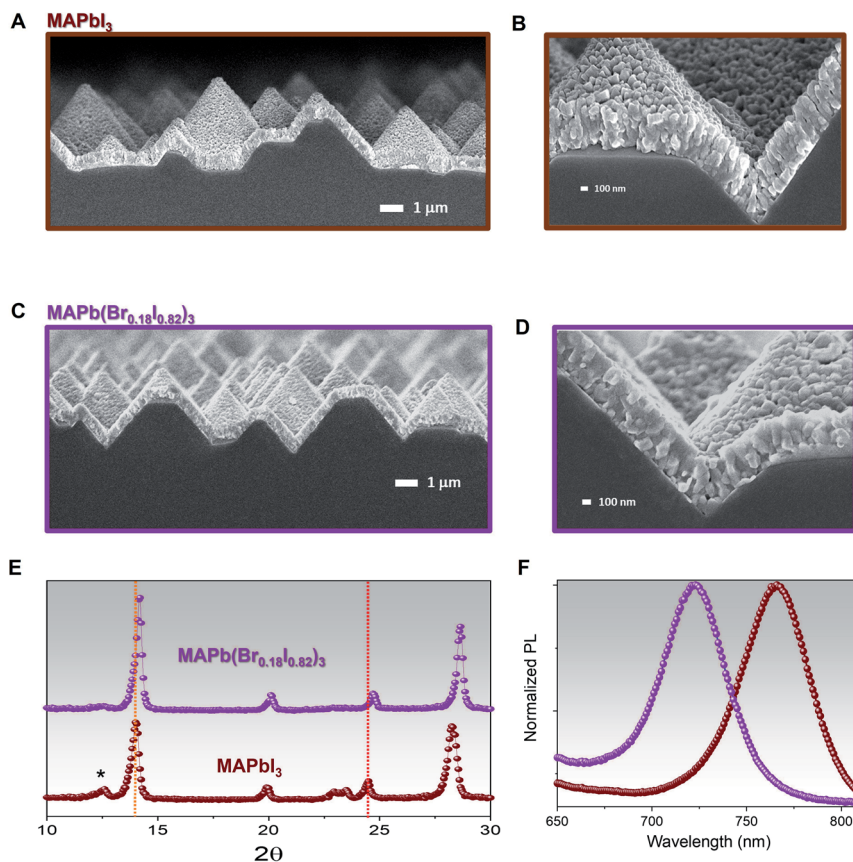 A
MAPbI₃
1 μm
B
100 nm
C
MAPb(Br₀.₁₈I₀.₈₂)₃
1 μm
D
100 nm
E
MAPb(Br₀.₁₈I₀.₈₂)₃
*
MAPbI₃
10 15 20 25 30
2θ
F
Normalized PL
650 700 750 800
Wavelength (nm)